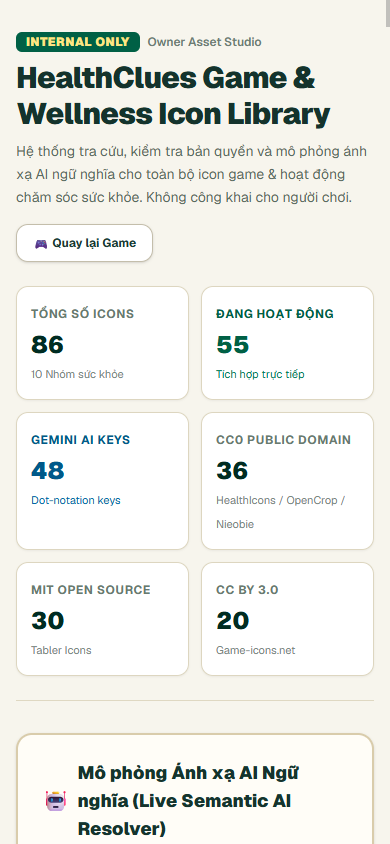 INTERNAL ONLY Owner Asset Studio
HealthClues Game &
Wellness Icon Library
Hệ thống tra cứu, kiểm tra bản quyền và mô phỏng ánh
xạ AI ngữ nghĩa cho toàn bộ icon game & hoạt động
chăm sóc sức khỏe. Không công khai cho người chơi.
Quay lại Game
TỔNG SỐ ICONS
86
10 Nhóm sức khỏe
ĐANG HOẠT ĐỘNG
55
Tích hợp trực tiếp
GEMINI AI KEYS
48
Dot-notation keys
CC0 PUBLIC DOMAIN
36
HealthIcons / OpenCrop /
Nieobie
MIT OPEN SOURCE
30
Tabler Icons
CC BY 3.0
20
Game-icons.net
Mô phỏng Ánh xạ AI Ngữ
nghĩa (Live Semantic AI
Resolver)